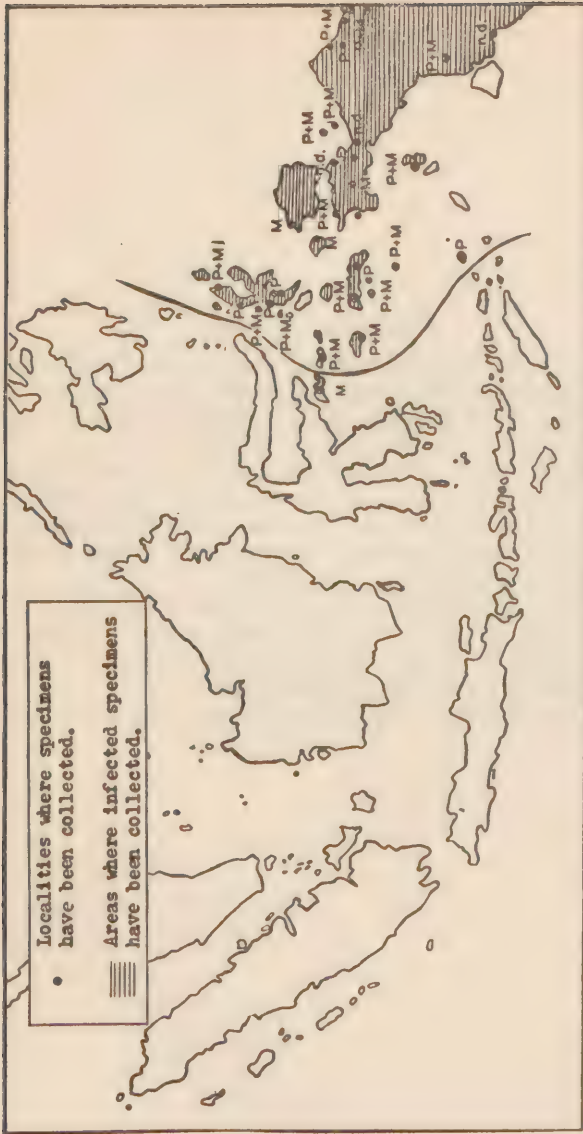 Localities where specimens
have been collected.
Areas where infected specimens
have been collected.
P+M
P+M
P
P+M
n.d.
P+M
P+M
n.d.
P
n.d.
M
P+M
M
P+M
M
P+M
P+M
P
P+M
P+M
P+M
P+M
P+M
M
P